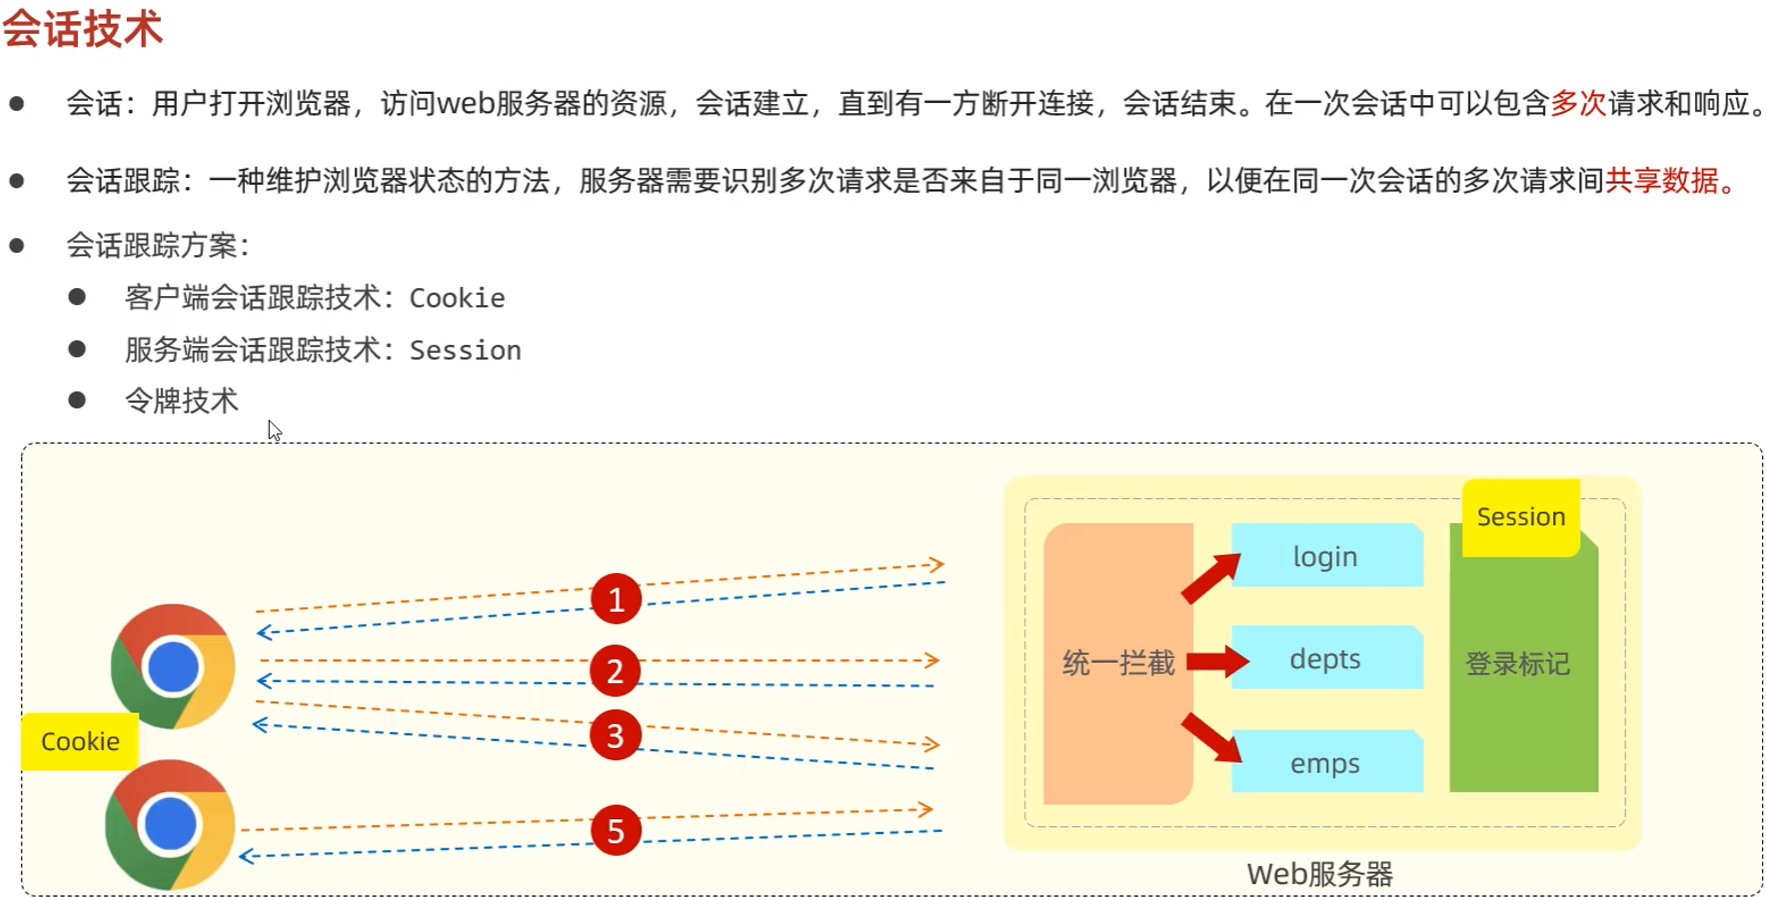 会话技术
会话：用户打开浏览器，访问web服务器的资源，会话建立，直到有一方断开连接，会话结束。在一次会话中可以包含多次请求和响应。
会话跟踪：一种维护浏览器状态的方法，服务器需要识别多次请求是否来自于同一浏览器，以便在同一次会话的多次请求间共享数据。
会话跟踪方案：
客户端会话跟踪技术：Cookie
服务端会话跟踪技术：Session
令牌技术
Session
login
1
统一拦截
depts
登录标记
2
3
Cookie
emps
5
Web服务器